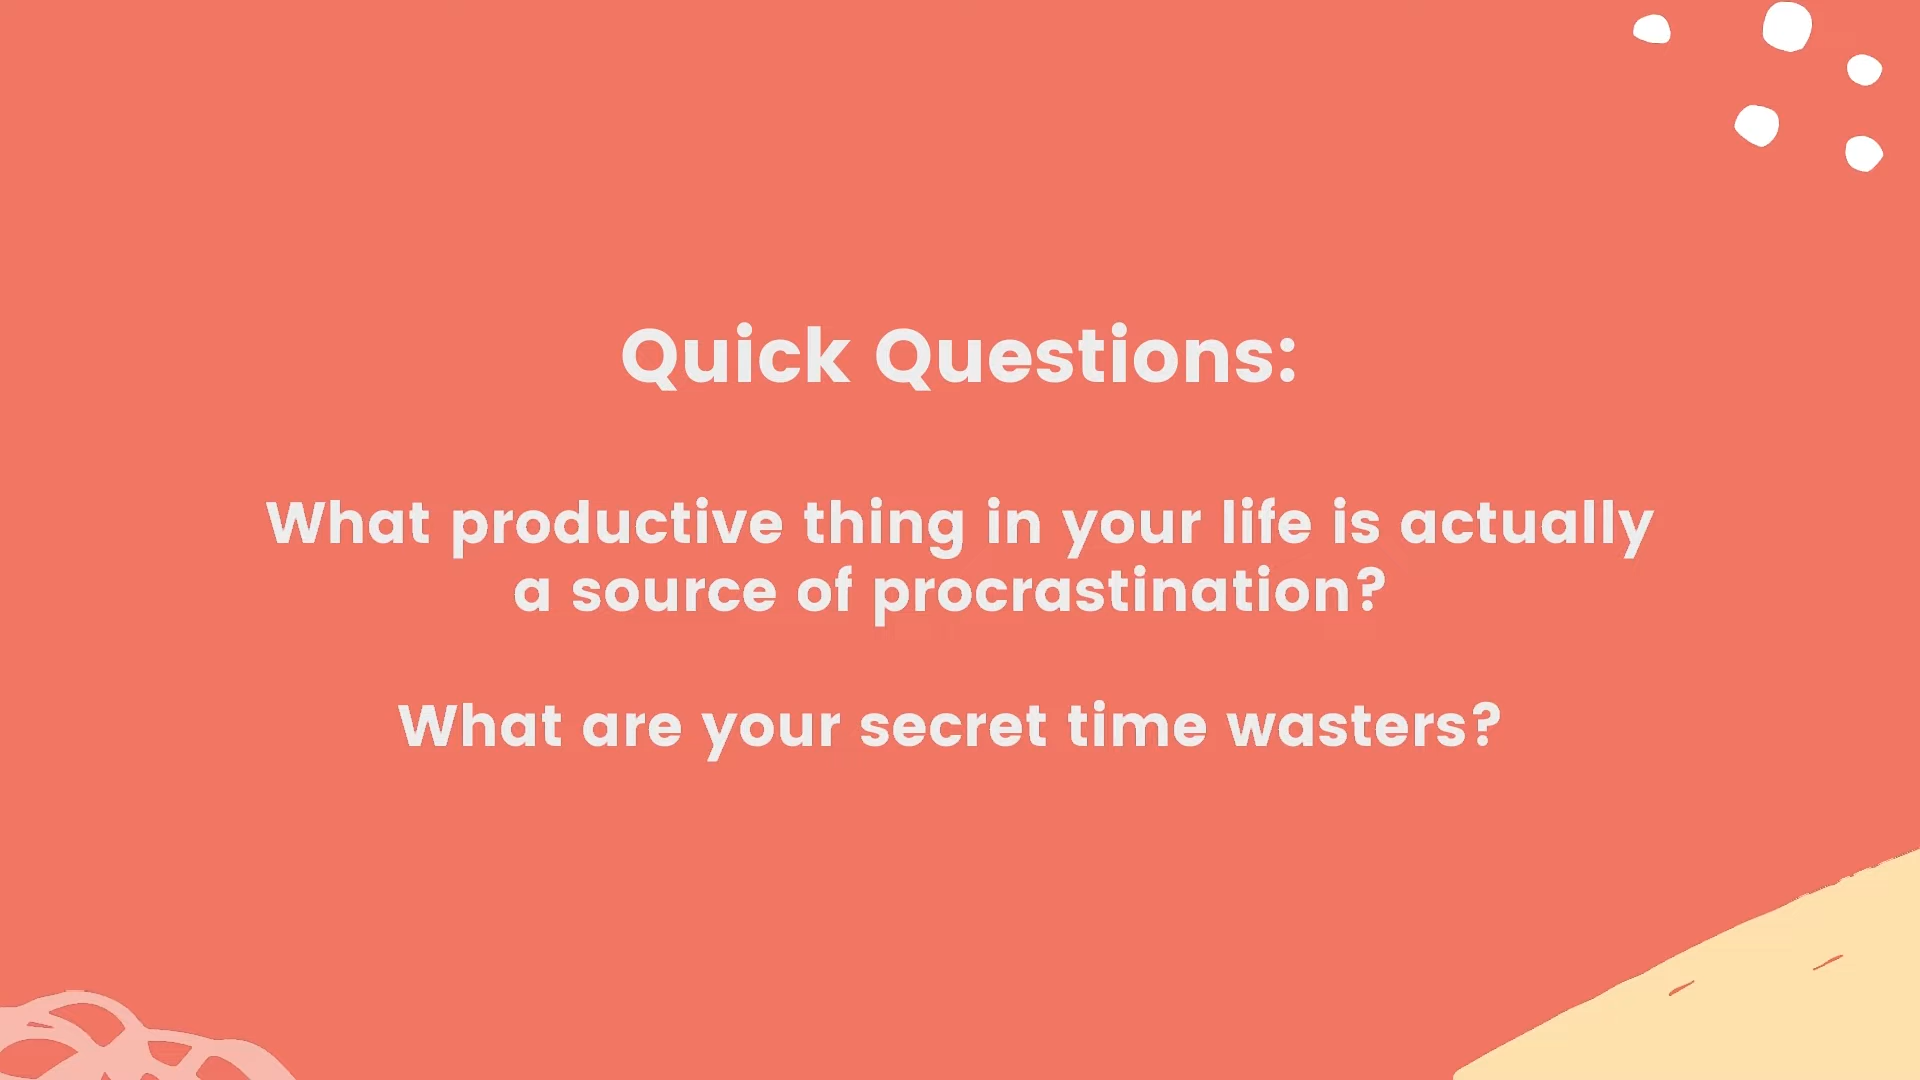 Quick Questions:
What productive thing in your life is actually
a source of procrastination?
What are your secret time wasters?